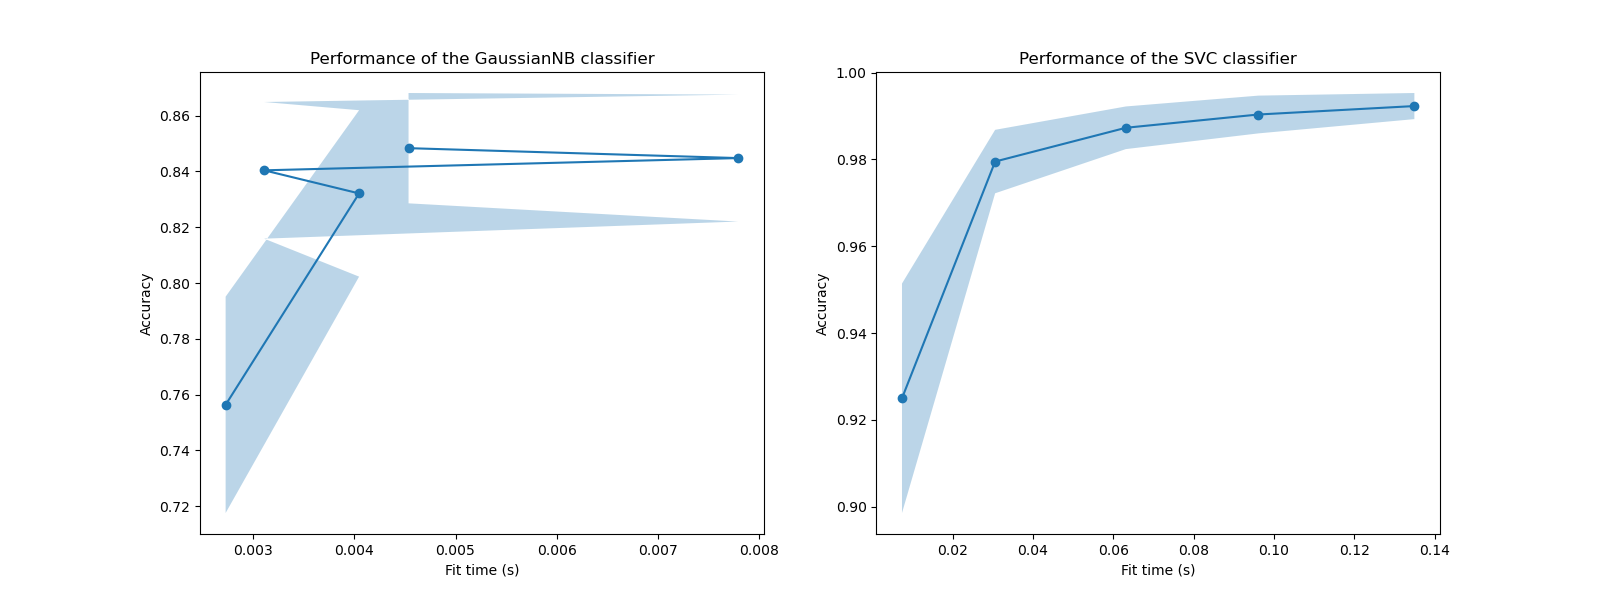 Performance of the GaussianNB classifier
Accuracy
0.86
0.84
0.82
0.80
0.78
0.76
0.74
0.72
0.003 0.004 0.005 0.006 0.007 0.008
Fit time (s)
Performance of the SVC classifier
Accuracy
1.00
0.98
0.96
0.94
0.92
0.90
0.02 0.04 0.06 0.08 0.10 0.12 0.14
Fit time (s)